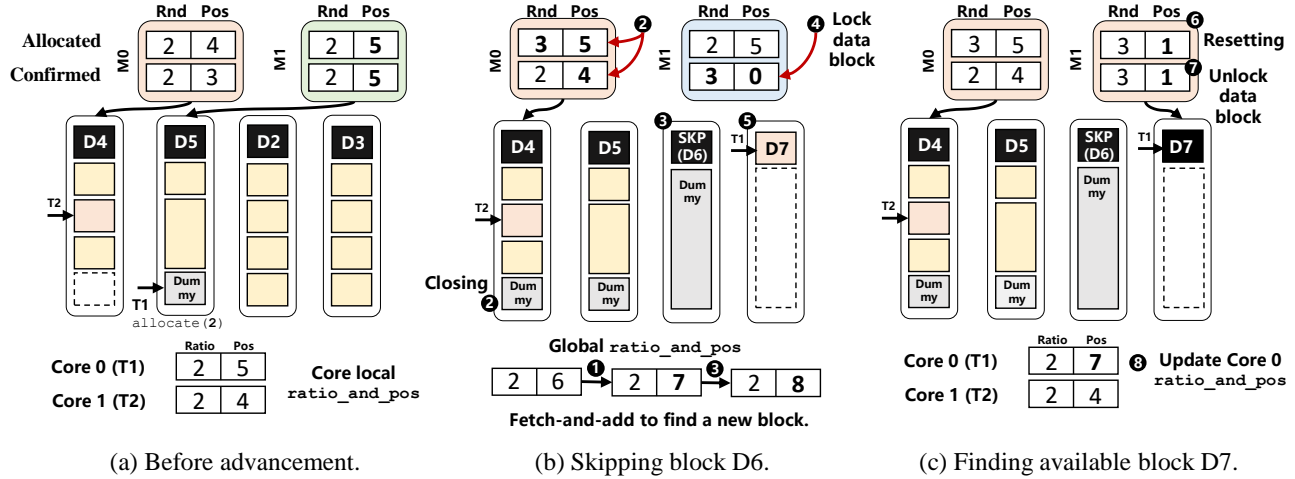 Rnd Pos
Allocated
Confirmed
M0
2 4
2 3
Rnd Pos
M1
2 5
2 5
D4
D5
D2
D3
T2
T1
allocate(2)
Dum
my
Ratio Pos
Core 0 (T1)
2 5
Core 1 (T2)
2 4
Core local
ratio_and_pos
(a) Before advancement.
Rnd Pos
M0
3 5
2 4
2
Rnd Pos
M1
2 5
3 0
4
Lock
data
block
D4
D5
3
SKP
(D6)
5
T1
D7
Dum
my
T2
Closing
2
Dum
my
Dum
my
Global ratio_and_pos
2 6
1
2 7
3
2 8
Fetch-and-add to find a new block.
(b) Skipping block D6.
Rnd Pos
M0
3 5
2 4
Rnd Pos
6
M1
3 1
Resetting
3 1
7
Unlock
data
block
D4
D5
SKP
(D6)
T1
D7
Dum
my
T2
Dum
my
Dum
my
Ratio Pos
Core 0 (T1)
2 7
8
Update Core 0
ratio_and_pos
Core 1 (T2)
2 4
(c) Finding available block D7.